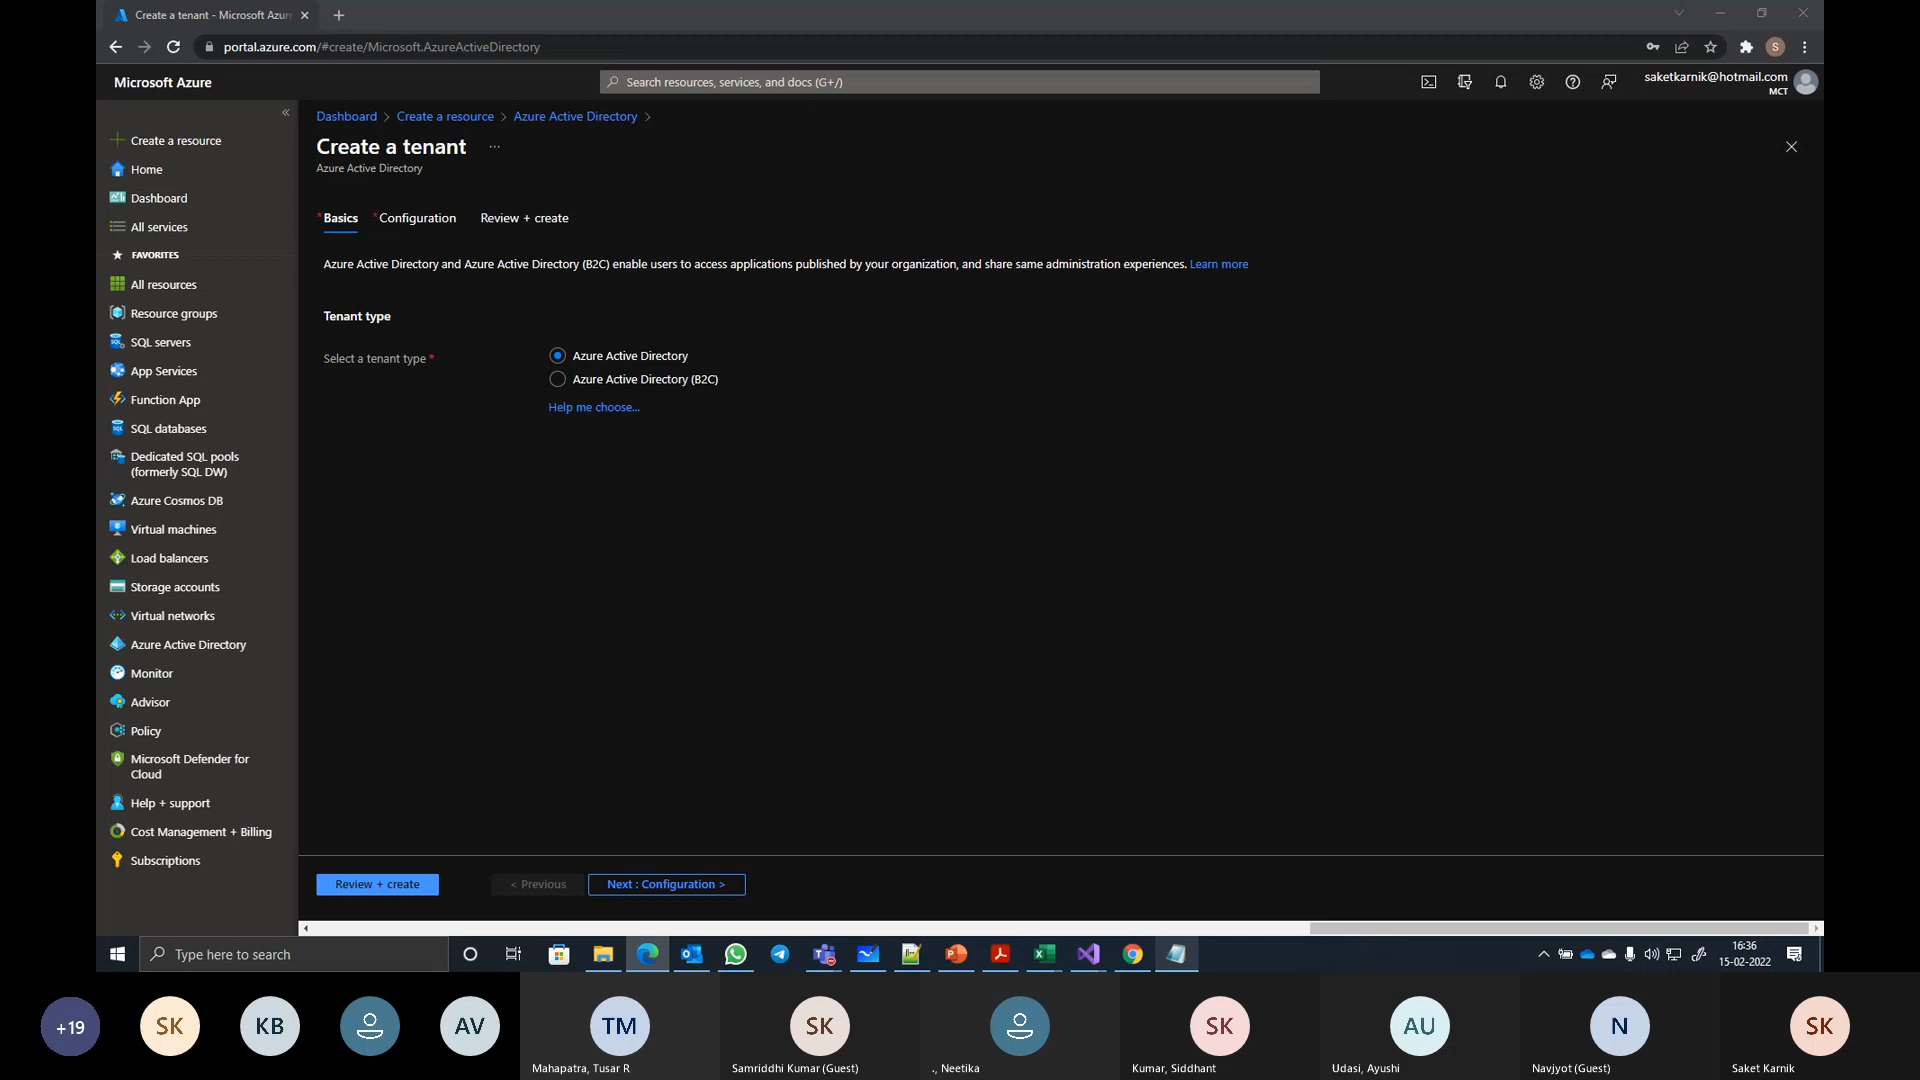 Create a tenant - Microsoft Azur
portal.azure.com/#create/Microsoft.AzureActiveDirectory
S
Microsoft Azure
Search resources, services, and docs (G+/)
saketkarnik@hotmail.com
MCT
Create a resource
Home
Dashboard
All services
FAVORITES
All resources
Resource groups
SQL servers
App Services
Function App
SQL databases
Dedicated SQL pools
(formerly SQL DW)
Azure Cosmos DB
Virtual machines
Load balancers
Storage accounts
Virtual networks
Azure Active Directory
Monitor
Advisor
Policy
Microsoft Defender for
Cloud
Help + support
Cost Management + Billing
Subscriptions
Dashboard > Create a resource > Azure Active Directory >
Create a tenant ...
Azure Active Directory
* Basics * Configuration Review + create
Azure Active Directory and Azure Active Directory (B2C) enable users to access applications published by your organization, and share same administration experiences. Learn more
Tenant type
Select a tenant type *
Azure Active Directory
Azure Active Directory (B2C)
Help me choose...
Review + create
< Previous
Next : Configuration >
Type here to search
16:36
15-02-2022
+19
SK
KB
AV
TM
Mahapatra, Tusar R
SK
Samriddhi Kumar (Guest)
., Neetika
SK
Kumar, Siddhant
AU
Udasi, Ayushi
N
Navjyot (Guest)
SK
Saket Karnik